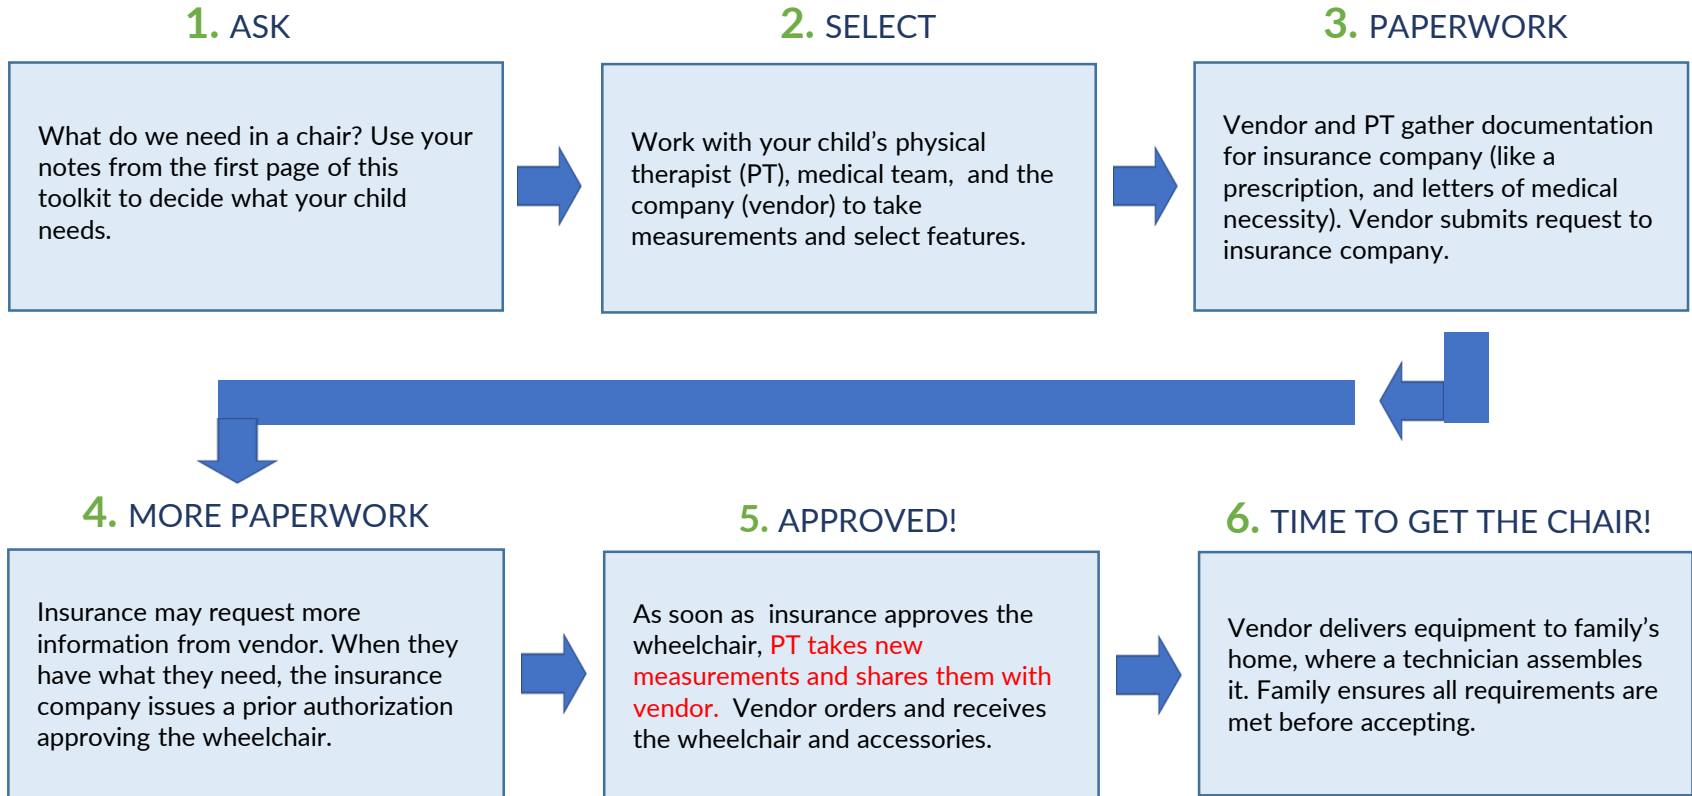 1. ASK
What do we need in a chair? Use your
notes from the first page of this
toolkit to decide what your child
needs.
2. SELECT
Work with your child’s physical
therapist (PT), medical team, and the
company (vendor) to take
measurements and select features.
3. PAPERWORK
Vendor and PT gather documentation
for insurance company (like a
prescription, and letters of medical
necessity). Vendor submits request to
insurance company.
4. MORE PAPERWORK
Insurance may request more
information from vendor. When they
have what they need, the insurance
company issues a prior authorization
approving the wheelchair.
5. APPROVED!
As soon as insurance approves the
wheelchair, PT takes new
measurements and shares them with
vendor. Vendor orders and receives
the wheelchair and accessories.
6. TIME TO GET THE CHAIR!
Vendor delivers equipment to family’s
home, where a technician assembles
it. Family ensures all requirements are
met before accepting.